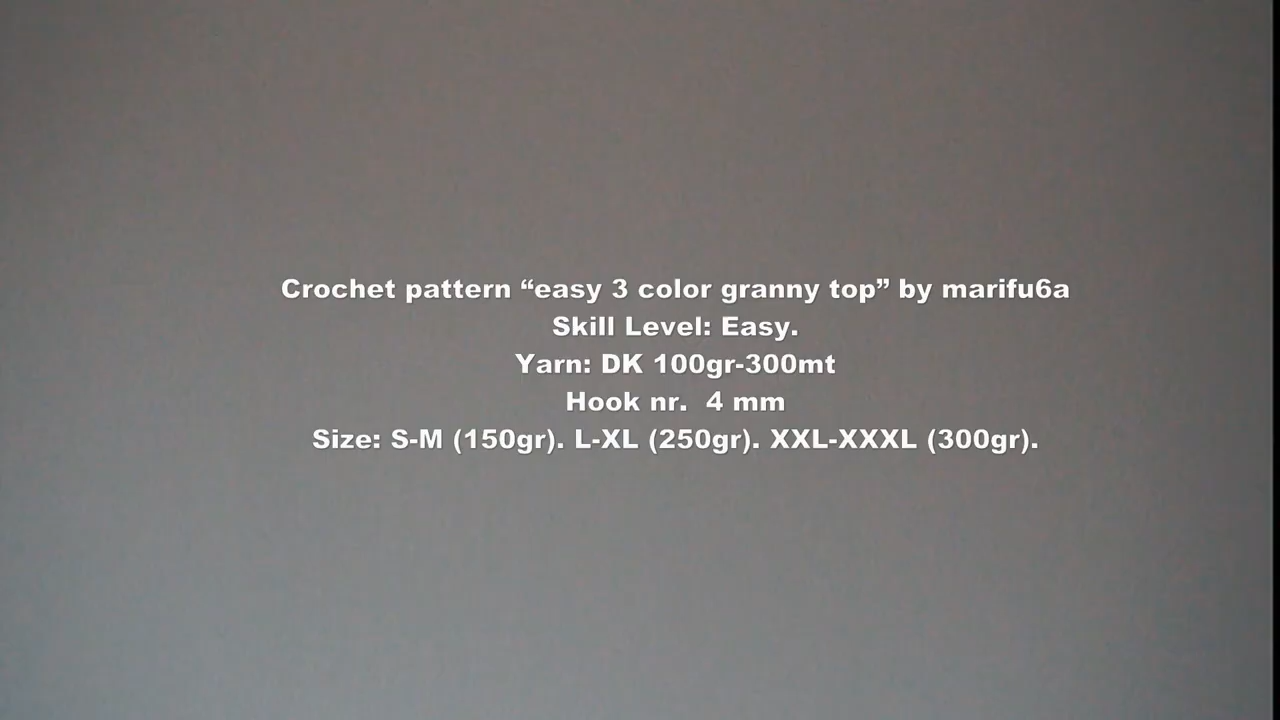 Crochet pattern “easy 3 color granny top” by marifu6a
Skill Level: Easy.
Yarn: DK 100gr-300mt
Hook nr.  4 mm
Size: S-M (150gr). L-XL (250gr). XXL-XXXL (300gr).